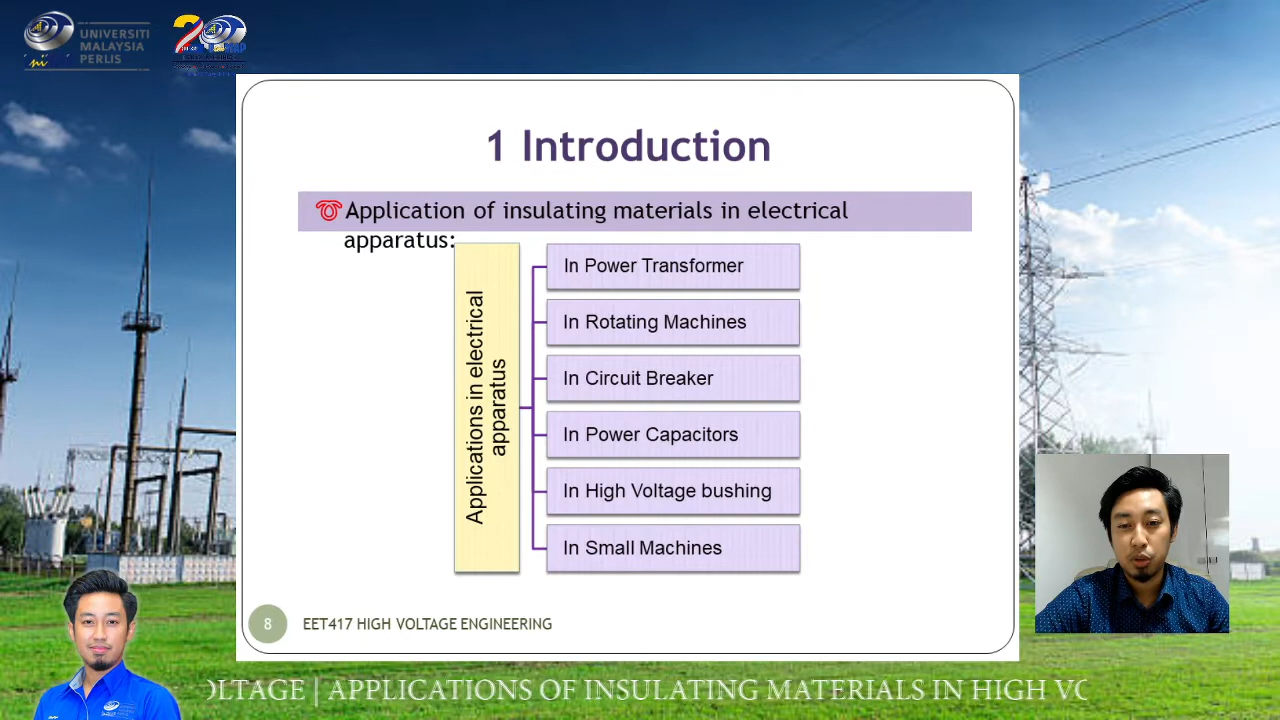 UNIVERSITI
MALAYSIA
PERLIS
1 Introduction
Application of insulating materials in electrical
apparatus:
Applications in electrical
apparatus
In Power Transformer
In Rotating Machines
In Circuit Breaker
In Power Capacitors
In High Voltage bushing
In Small Machines
8
EET417 HIGH VOLTAGE ENGINEERING
OLTAGE | APPLICATIONS OF INSULATING MATERIALS IN HIGH VO